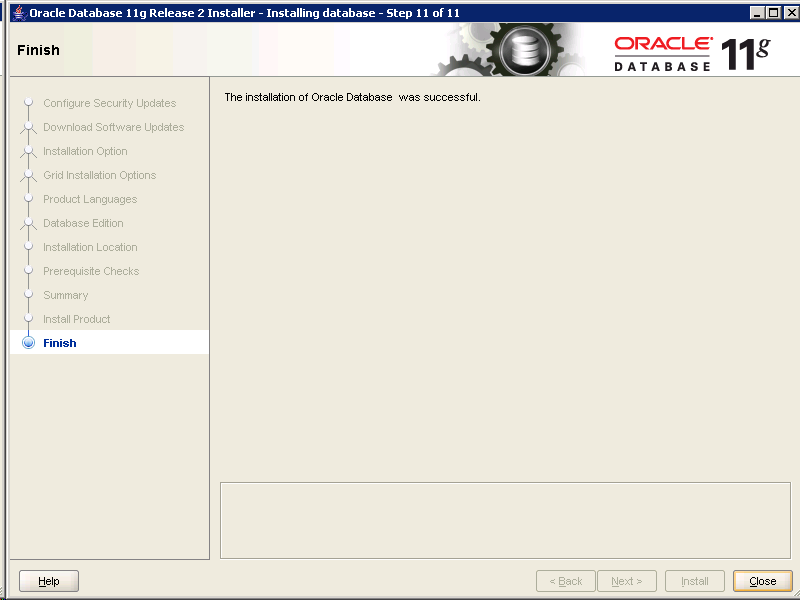 Oracle Database 11g Release 2 Installer - Installing database - Step 11 of 11
Finish
ORACLE 11g
DATABASE
Configure Security Updates
Download Software Updates
Installation Option
Grid Installation Options
Product Languages
Database Edition
Installation Location
Prerequisite Checks
Summary
Install Product
Finish
The installation of Oracle Database  was successful.
Help
< Back
Next >
Install
Close